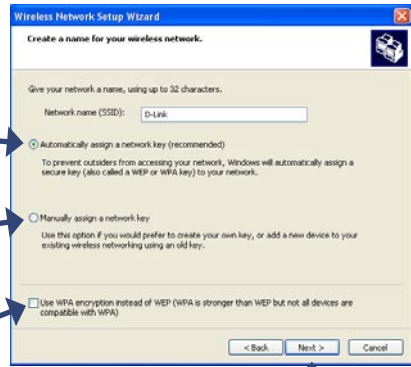 Wireless Network Setup Wizard
Create a name for your wireless network.
Give your network a name, using up to 32 characters.
Network name (SSID): D-Link
Automatically assign a network key (recommended)
To prevent outsiders from accessing your network, Windows will automatically assign a
secure key (also called a WEP or WPA key) to your network.
Manually assign a network key
Use this option if you would prefer to create your own key, or add a new device to your
existing wireless networking using an old key.
Use WPA encryption instead of WEP (WPA is stronger than WEP but not all devices are
compatible with WPA)
< Back Next > Cancel